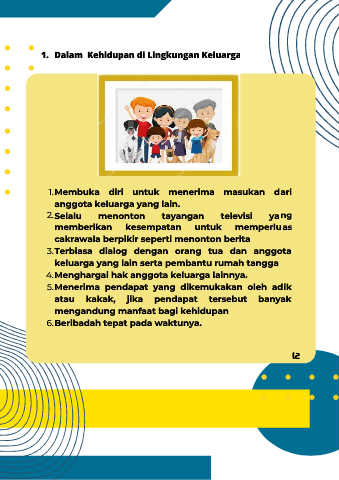 1. Dalam Kehidupan di Lingkungan Keluarga
1. Membuka diri untuk menerima masukan dari
anggota keluarga yang lain.
2. Selalu menonton tayangan televisi yang
memberikan kesempatan untuk memperluas
cakrawala berpikir seperti menonton berita
3. Terbiasa dialog dengan orang tua dan anggota
keluarga yang lain serta pembantu rumah tangga
4. Menghargai hak anggota keluarga lainnya.
5. Menerima pendapat yang dikemukakan oleh adik
atau kakak, jika pendapat tersebut banyak
mengandung manfaat bagi kehidupan
6. Beribadah tepat pada waktunya.
12